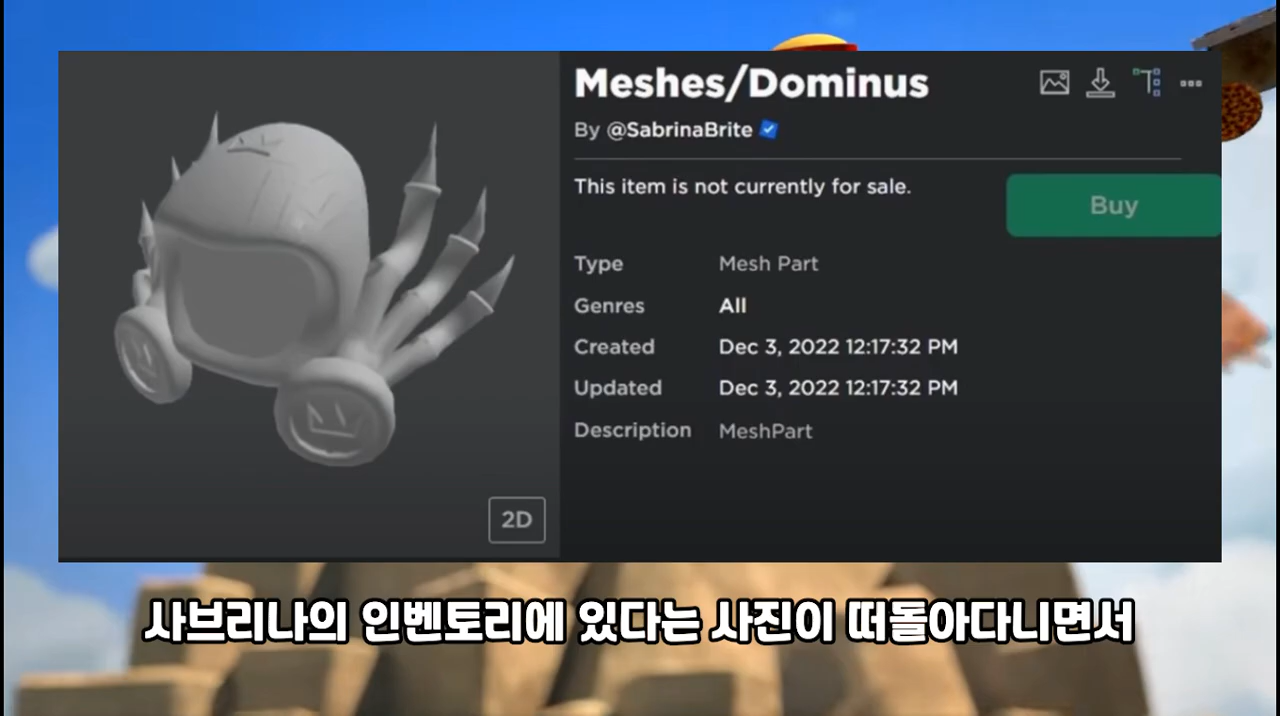 Meshes/Dominus
By @SabrinaBrite
This item is not currently for sale.
Buy
Type Mesh Part
Genres All
Created Dec 3, 2022 12:17:32 PM
Updated Dec 3, 2022 12:17:32 PM
Description MeshPart
2D
사브리나의 인벤토리에 있다는 사진이 떠돌아다니면서